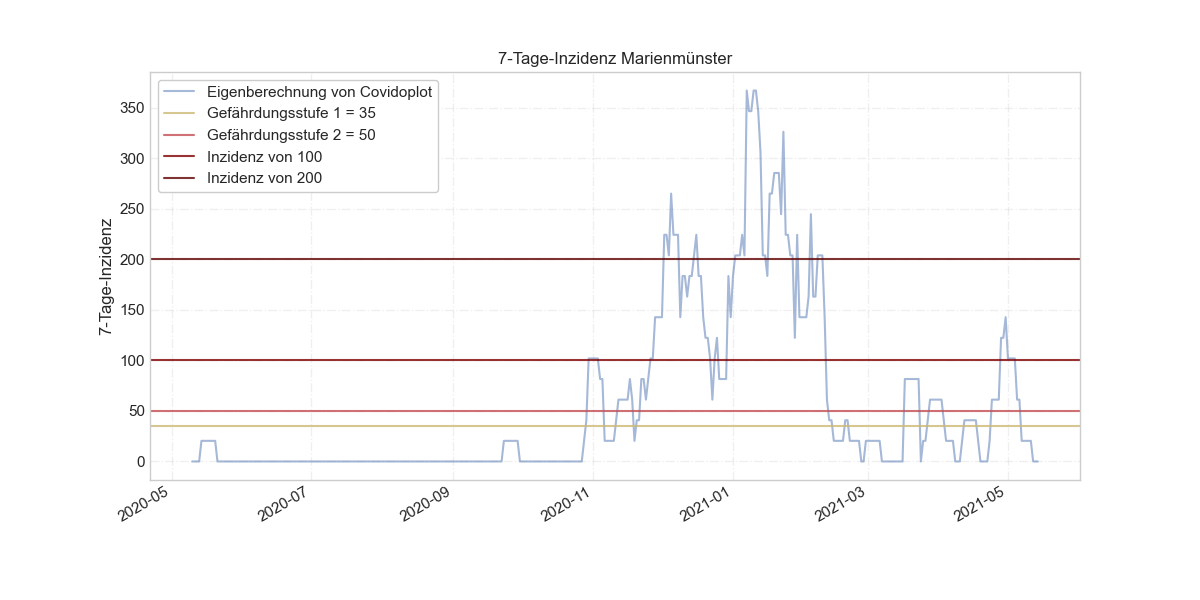 7-Tage-Inzidenz Marienmünster
Eigenberechnung von Covidoplot
Gefährdungsstufe 1 = 35
Gefährdungsstufe 2 = 50
Inzidenz von 100
Inzidenz von 200
7-Tage-Inzidenz
350
300
250
200
150
100
50
0
2020-05
2020-07
2020-09
2020-11
2021-01
2021-03
2021-05